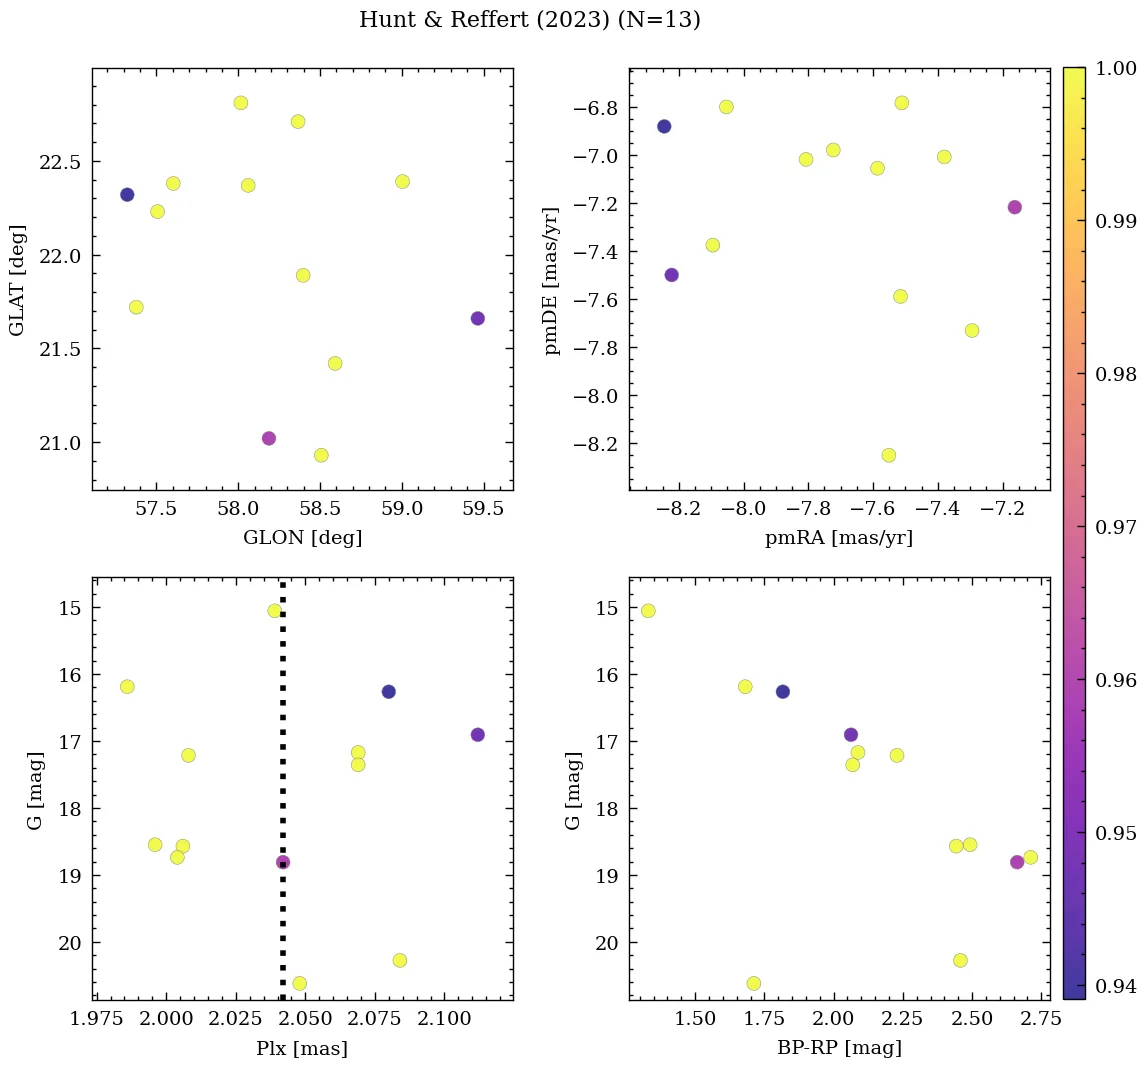 Hunt & Reffert (2023) (N=13)
22.5
22.0
21.5
21.0
GLAT [deg]
57.5 58.0 58.5 59.0 59.5
GLON [deg]
−6.8
−7.0
−7.2
−7.4
−7.6
−7.8
−8.0
−8.2
pmDE [mas/yr]
−8.2 −8.0 −7.8 −7.6 −7.4 −7.2
pmRA [mas/yr]
15
16
17
18
19
20
G [mag]
1.975 2.000 2.025 2.050 2.075 2.100
Plx [mas]
15
16
17
18
19
20
G [mag]
1.50 1.75 2.00 2.25 2.50 2.75
BP-RP [mag]
1.00
0.99
0.98
0.97
0.96
0.95
0.94